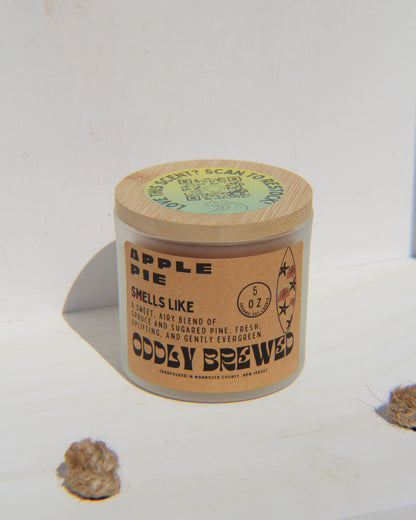 LOVE THIS SCENT? SCAN TO RESTOCK!
APPLE
PIE
SMELLS LIKE
A SWEET, AIRY BLEND OF
SPRUCE AND SUGARED PINE. FRESH,
UPLIFTING, AND GENTLY EVERGREEN.
5
OZ
ODDLY BREWED
HANDPOURED IN MONMOUTH COUNTY, NEW JERSEY